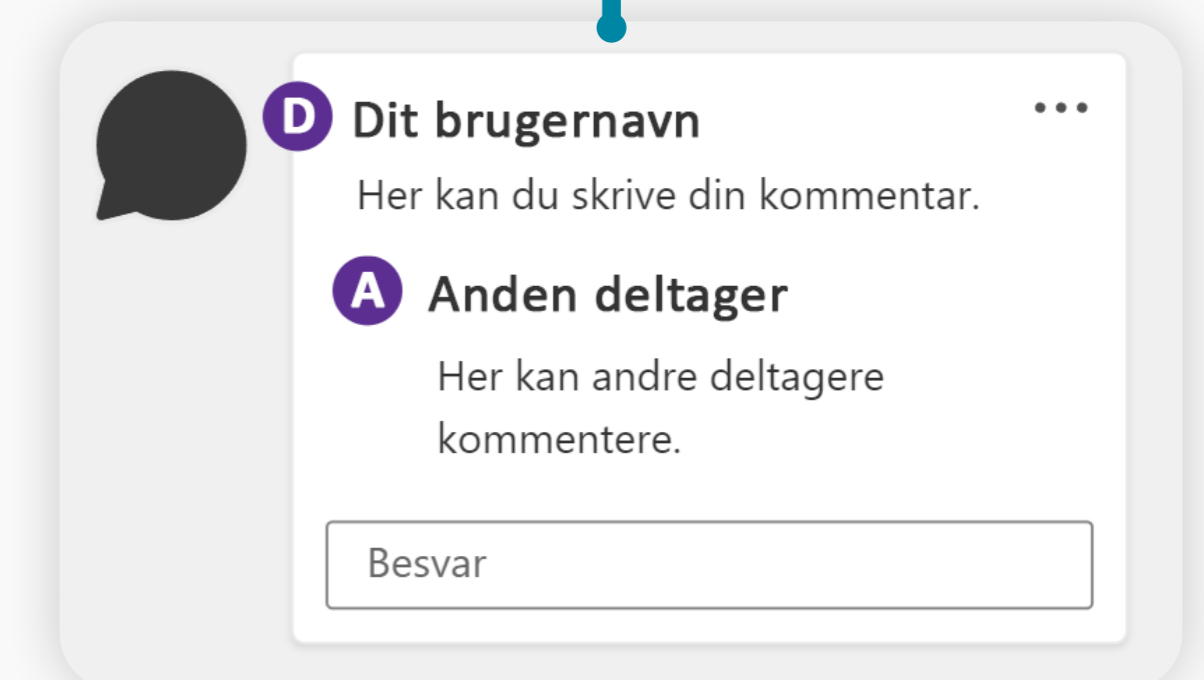 D Dit brugernavn
Her kan du skrive din kommentar.
A Anden deltager
Her kan andre deltagere
kommentere.
Besvar